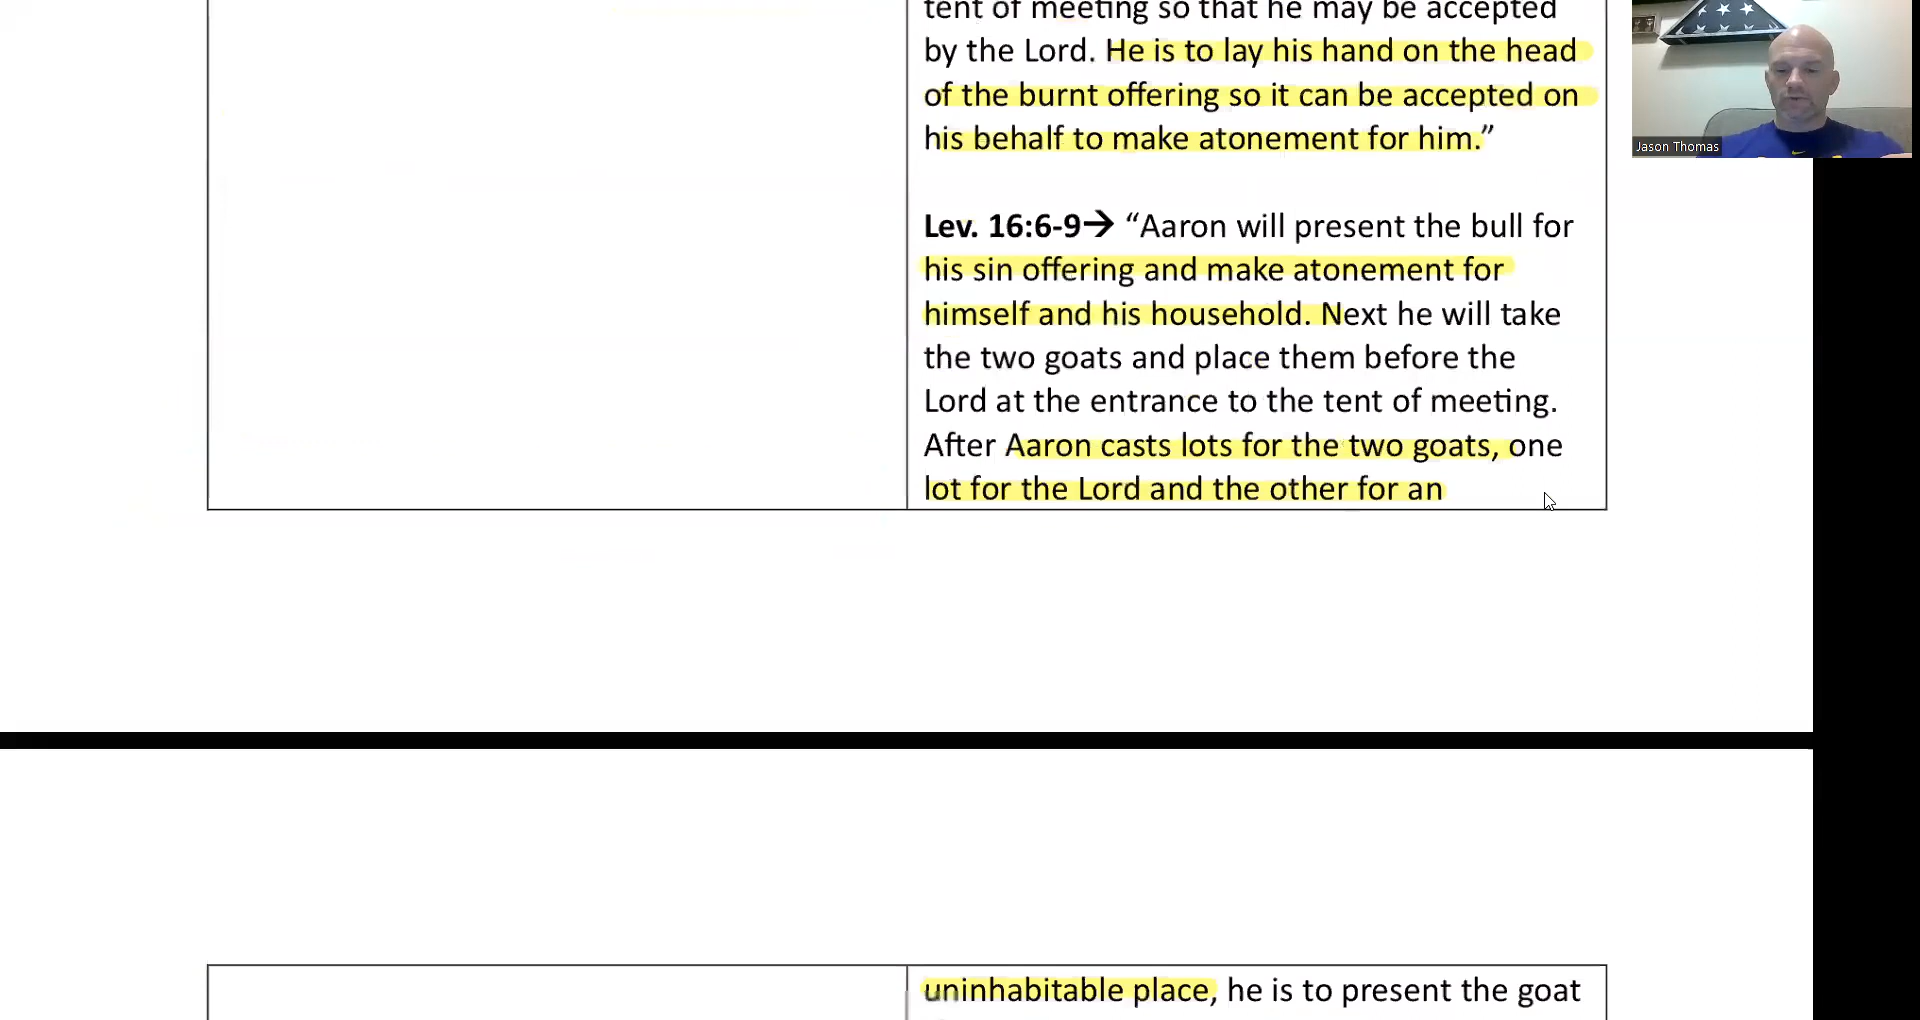 tent of meeting so that he may be accepted
by the Lord. He is to lay his hand on the head
of the burnt offering so it can be accepted on
his behalf to make atonement for him.”
Lev. 16:6-9→ “Aaron will present the bull for
his sin offering and make atonement for
himself and his household. Next he will take
the two goats and place them before the
Lord at the entrance to the tent of meeting.
After Aaron casts lots for the two goats, one
lot for the Lord and the other for an
uninhabitable place, he is to present the goat
Jason Thomas